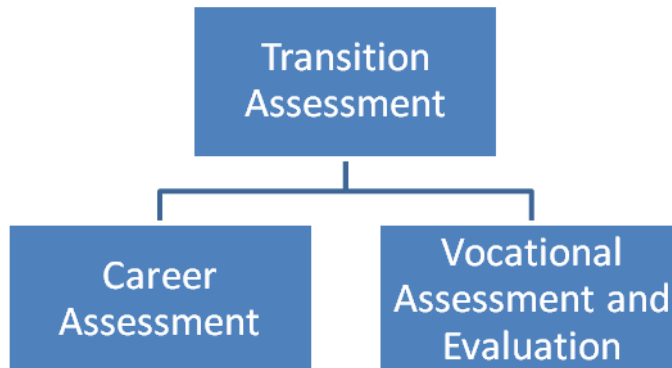 Transition
Assessment
Career
Assessment
Vocational
Assessment and
Evaluation